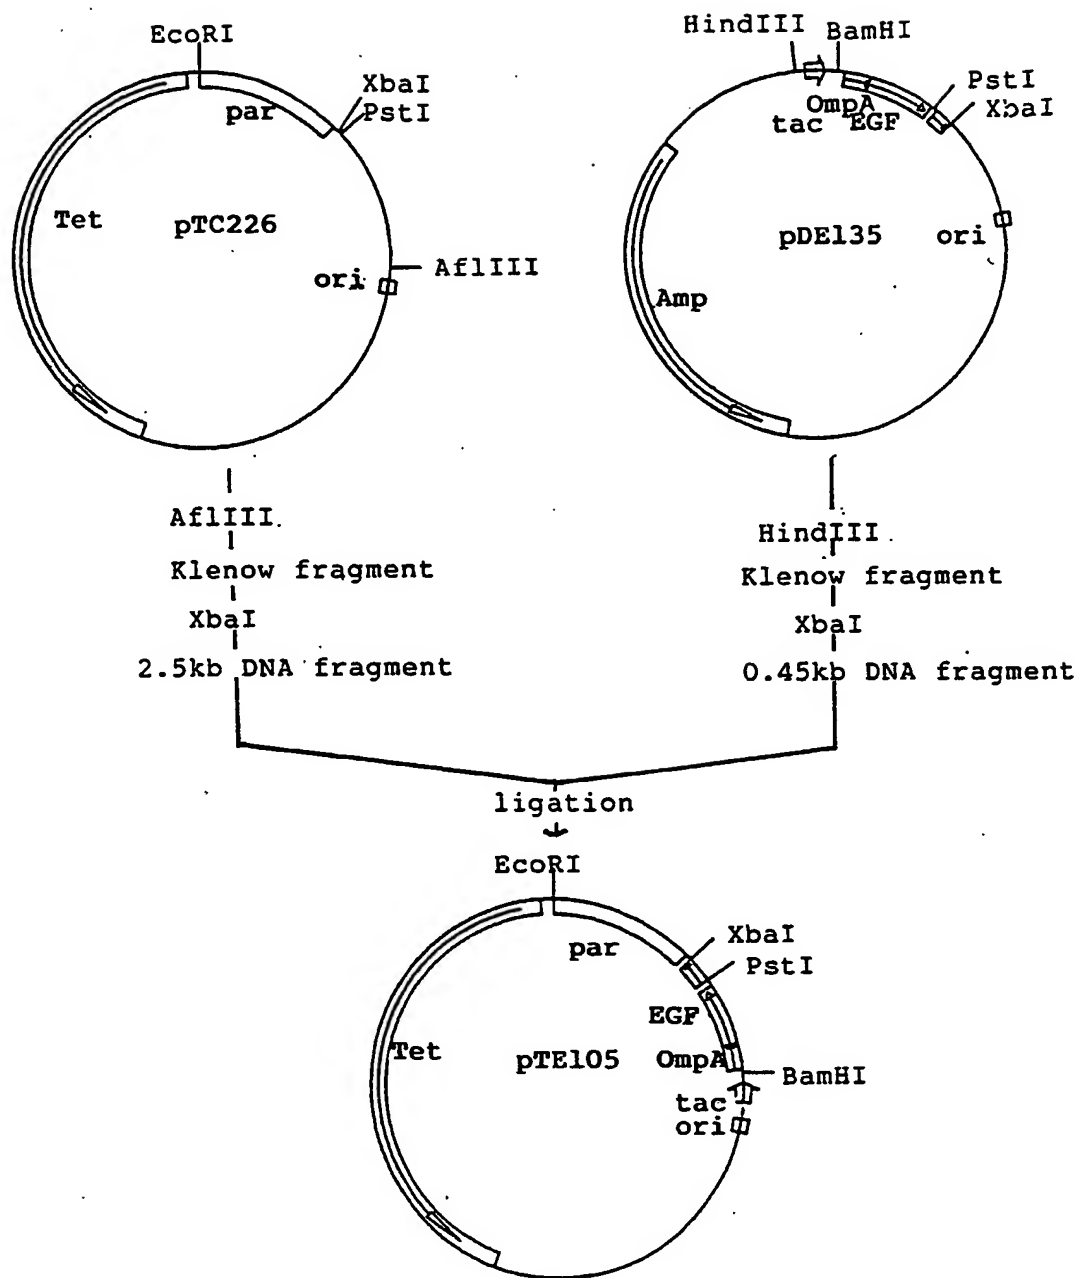 EcoRI
XbaI
PstI
par
Tet
pTC226
ori
AflIII
AflIII.
Klenow fragment
XbaI
2.5kb DNA fragment
HindIII
BamHI
PstI
XbaI
OmpA
tac EGF
pDE135
ori
Amp
HindIII.
Klenow fragment
XbaI
0.45kb DNA fragment
ligation
EcoRI
XbaI
par
PstI
EGF
Tet
pTE105
OmpA
BamHI
tac
ori